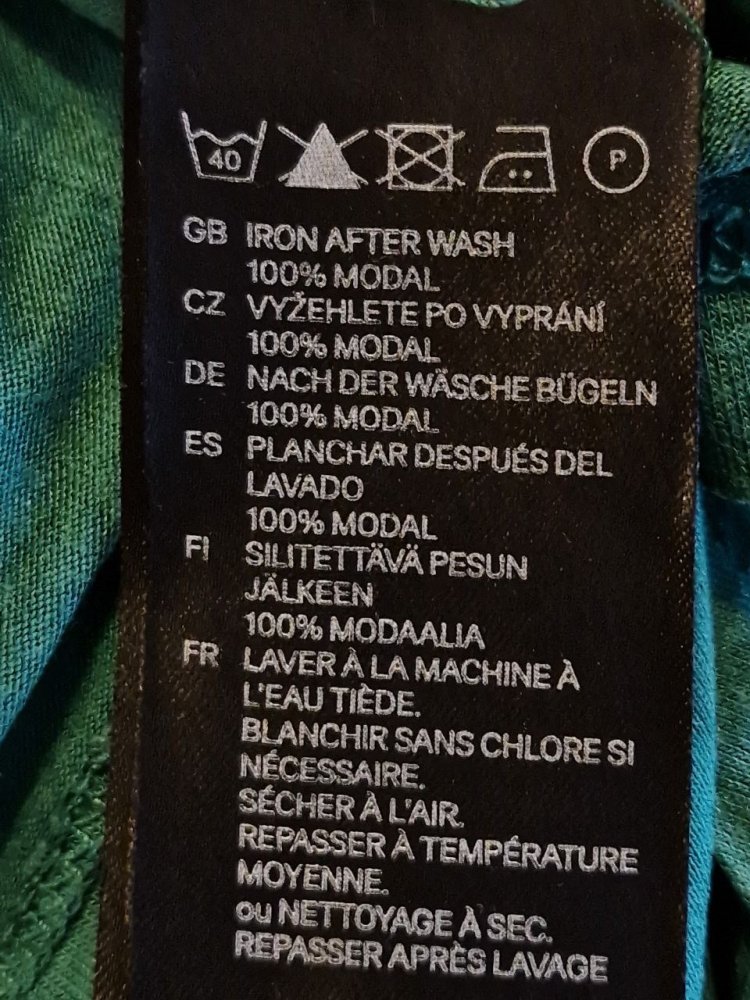 40 P
GB IRON AFTER WASH
100% MODAL
CZ VYŽEHLETE PO VYPRÁNÍ
100% MODAL
DE NACH DER WÄSCHE BÜGELN
100% MODAL
ES PLANCHAR DESPUÉS DEL
LAVADO
100% MODAL
FI SILITETTÄVÄ PESUN
JÄLKEEN
100% MODAALIA
FR LAVER À LA MACHINE À
L'EAU TIÈDE.
BLANCHIR SANS CHLORE SI
NÉCESSAIRE.
SÉCHER À L'AIR.
REPASSER À TEMPÉRATURE
MOYENNE.
ou NETTOYAGE À SEC.
REPASSER APRÈS LAVAGE